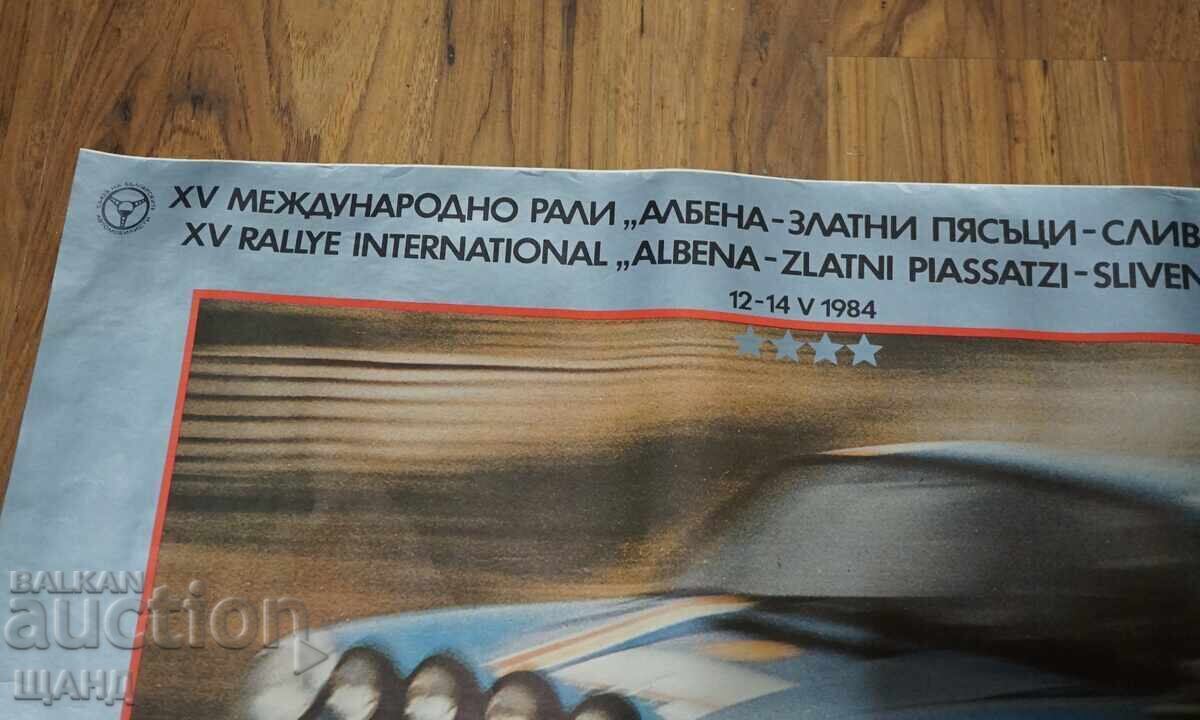 XV МЕЖДУНАРОДНО РАЛИ „АЛБЕНА-ЗЛАТНИ ПЯСЪЦИ-СЛИВ
XV RALLYE INTERNATIONAL „ALBENA-ZLATNI PIASSATZI-SLIVEN
12-14 V 1984
BALKAN
auction
ЩАНД